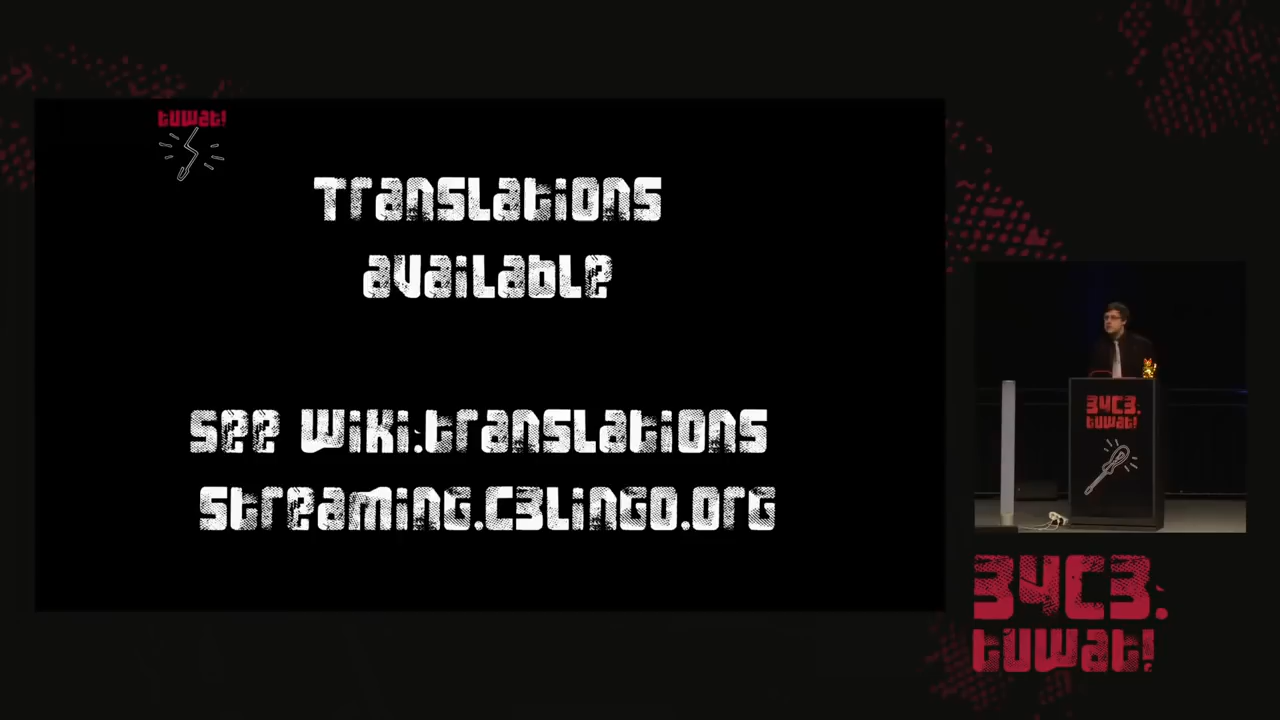 tuwat!
Translations
available
see Wiki:translations
streaming.C3Lingo.org
34C3.
tuwat!
34C3.
tuwat!